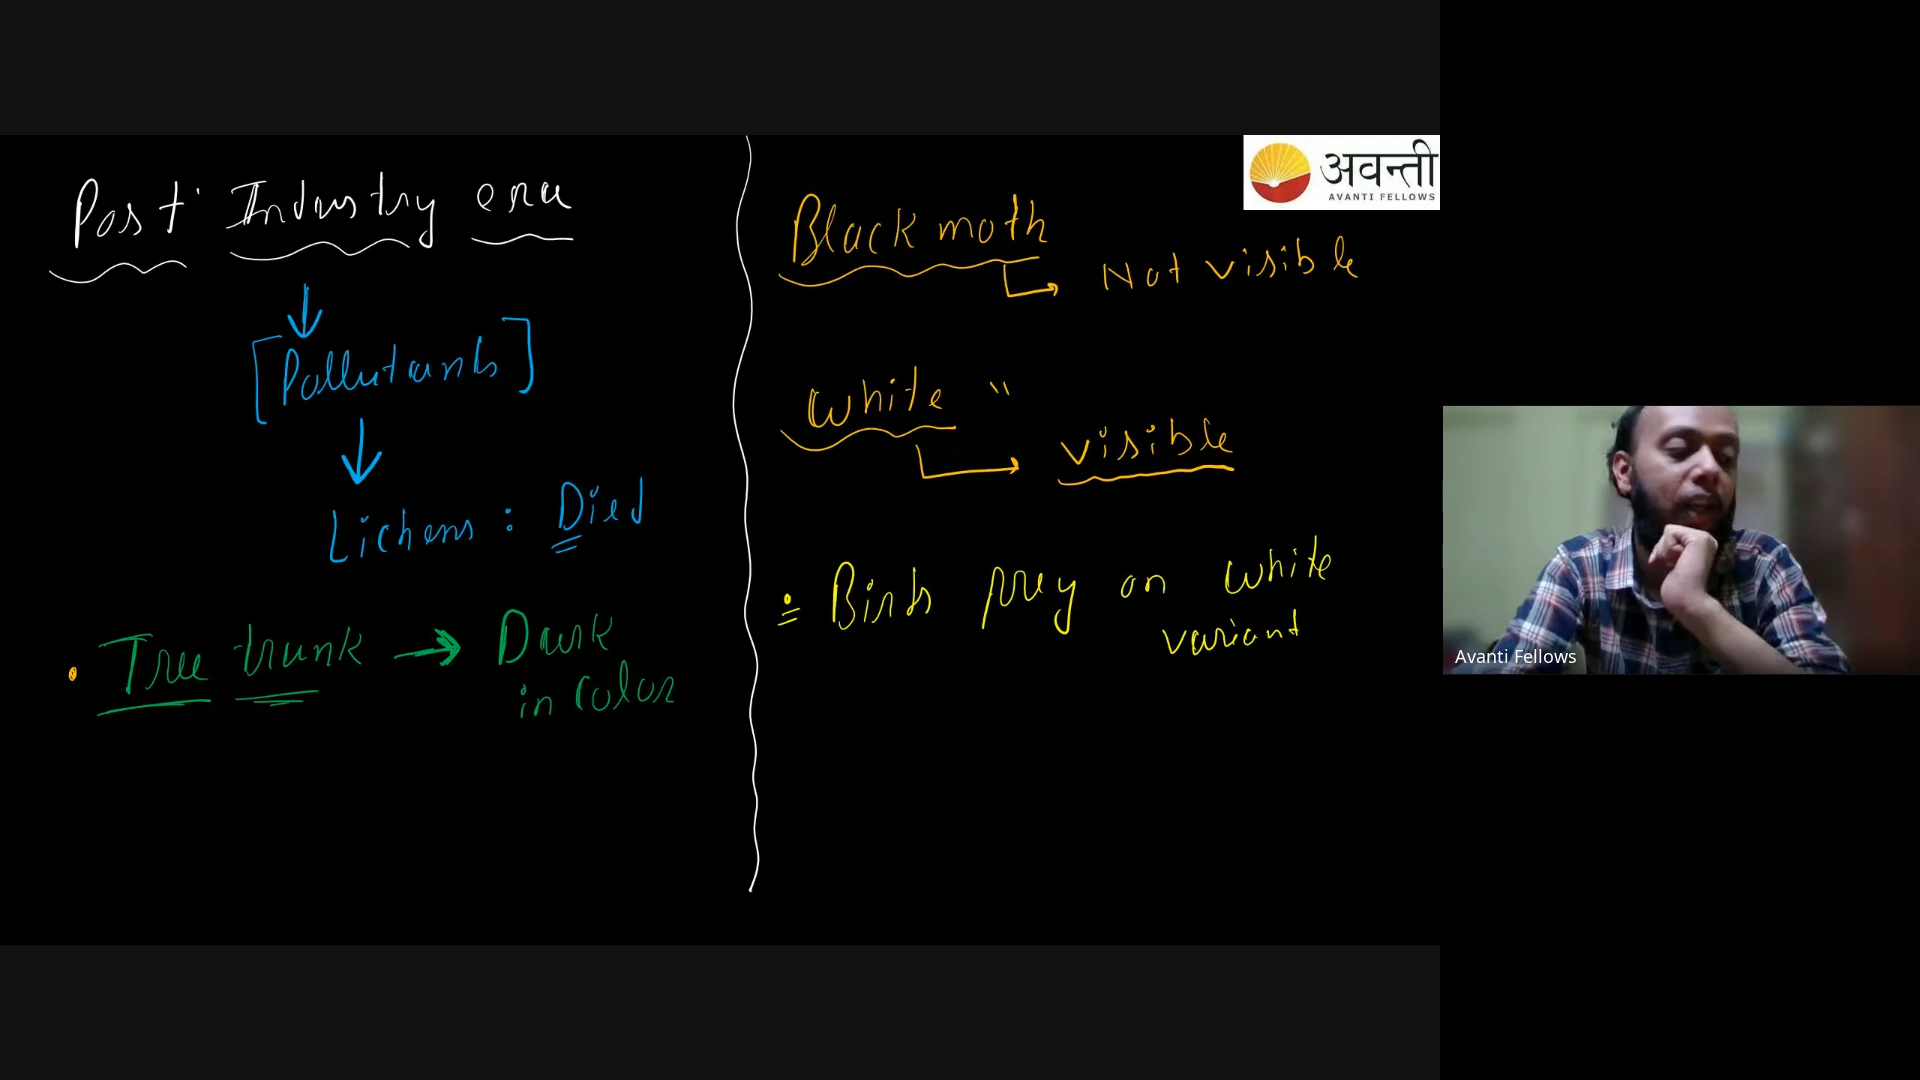 Post Industry era
[Pollutants]
Lichens : Died
Tree trunk → Dark
in color
अवन्ती
AVANTI FELLOWS
Black moth
Not visible
White "
visible
Birds prey on white
variant
Avanti Fellows